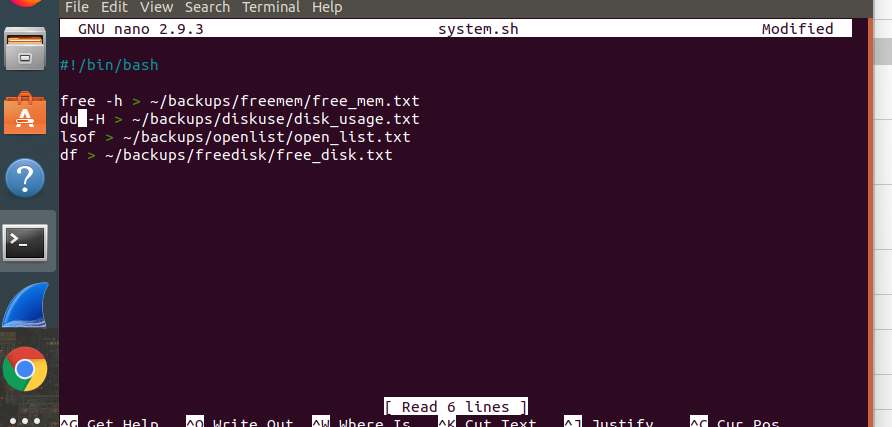 File Edit View Search Terminal Help
GNU nano 2.9.3 system.sh Modified
#!/bin/bash
free -h > ~/backups/freemem/free_mem.txt
du -H > ~/backups/diskuse/disk_usage.txt
lsof > ~/backups/openlist/open_list.txt
df > ~/backups/freedisk/free_disk.txt
[ Read 6 lines ]
^G Get Help ^O Write Out ^W Where Is ^K Cut Text ^J Justify ^C Cur Pos